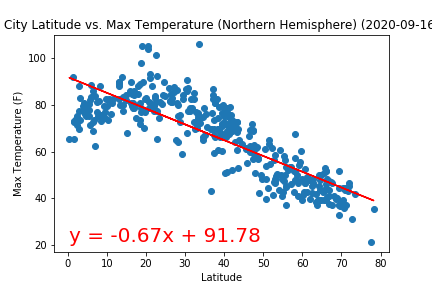 City Latitude vs. Max Temperature (Northern Hemisphere) (2020-09-16
100
80
60
40
20
Max Temperature (F)
y = -0.67x + 91.78
0 10 20 30 40 50 60 70 80
Latitude